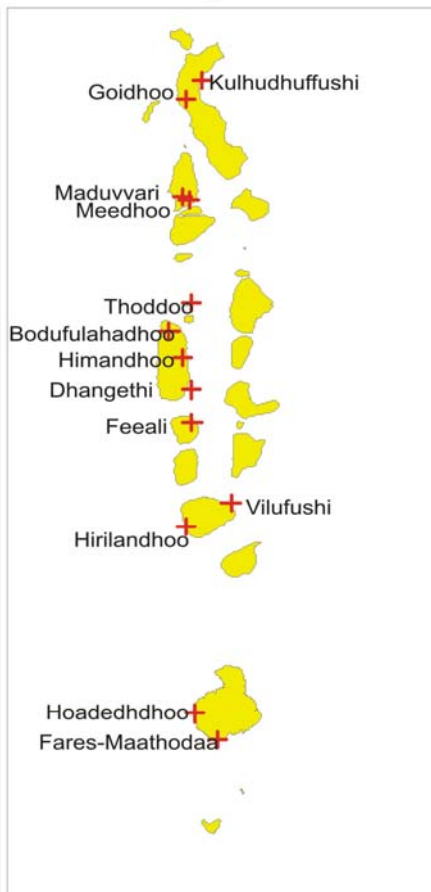 Kulhudhuffushi
Goidhoo
Maduvvari
Meedhoo
Thoddoo
Bodufulahadhoo
Himandhoo
Dhangethi
Feeali
Vilufushi
Hirilandhoo
Hoadedhdhoo
Fares-Maathodaa